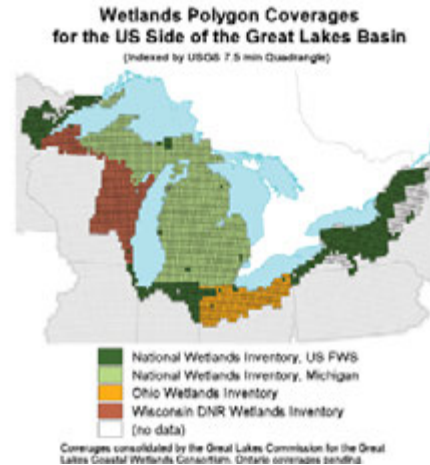 Wetlands Polygon Coverages
for the US Side of the Great Lakes Basin
(Indexed by USGS 7.5 min Quadrangle)
National Wetlands Inventory, US FWS
National Wetlands Inventory, Michigan
Ohio Wetlands Inventory
Wisconsin DNR Wetlands Inventory
(no data)
Coverages consolidated by the Great Lakes Commission for the Great
Lakes Coastal Wetlands Consortium. Ontario coverages pending.